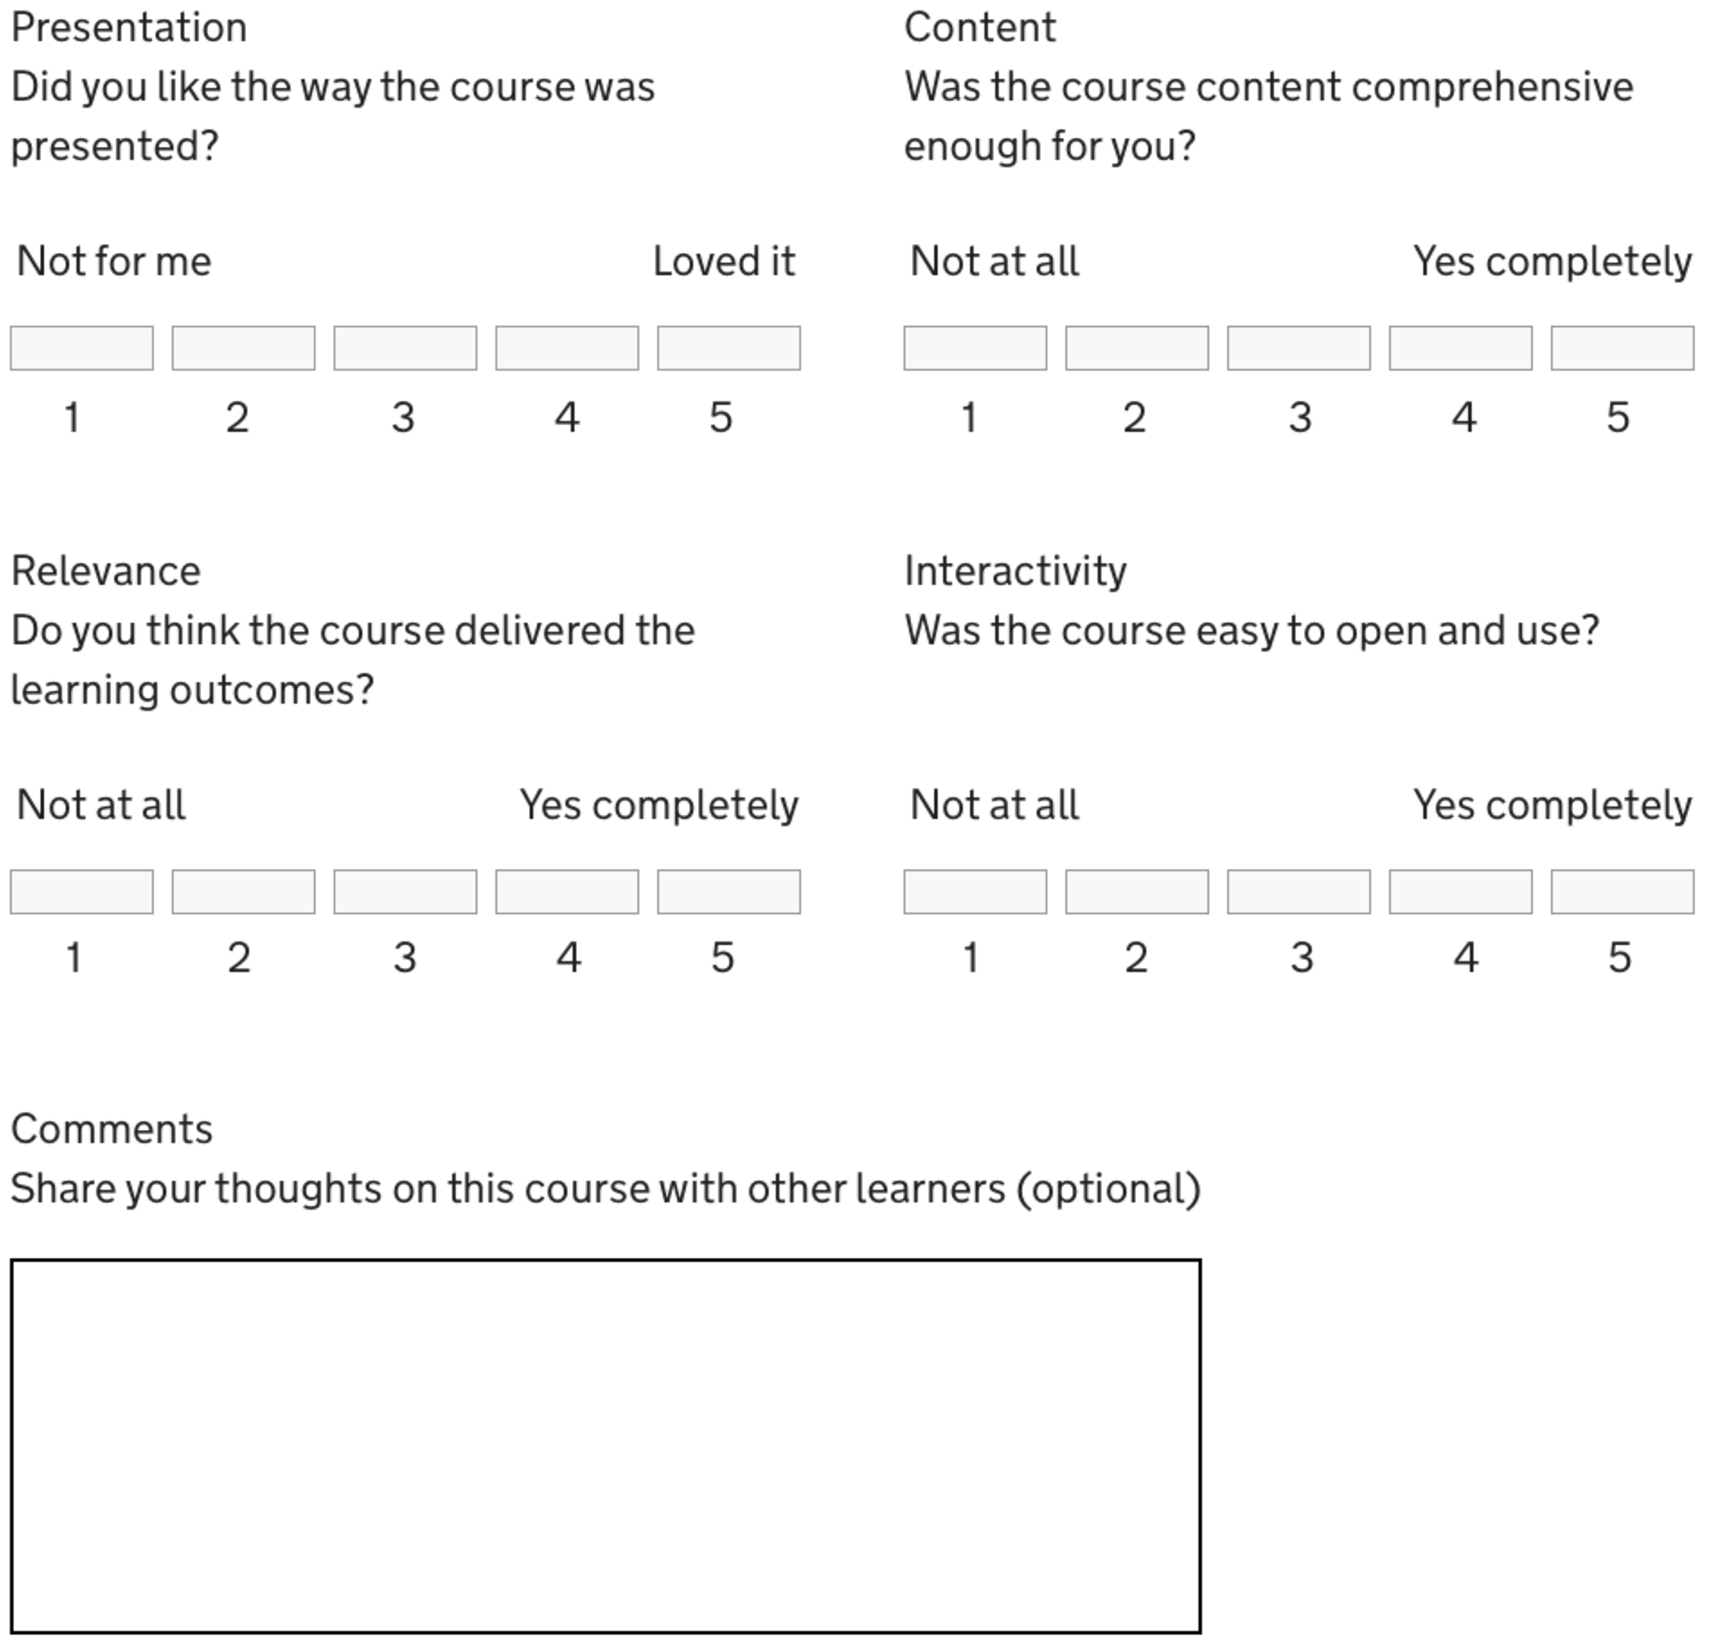 Presentation
Did you like the way the course was
presented?
Not for me Loved it
1 2 3 4 5
Content
Was the course content comprehensive
enough for you?
Not at all Yes completely
1 2 3 4 5
Relevance
Do you think the course delivered the
learning outcomes?
Not at all Yes completely
1 2 3 4 5
Interactivity
Was the course easy to open and use?
Not at all Yes completely
1 2 3 4 5
Comments
Share your thoughts on this course with other learners (optional)